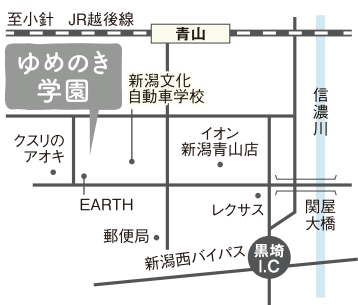 至小針 JR越後線
青山
ゆめのき
学園
新潟文化
自動車学校
信濃川
クスリの
アオキ
イオン
新潟青山店
EARTH
レクサス
関屋
大橋
郵便局
新潟西バイパス
黒埼
I.C